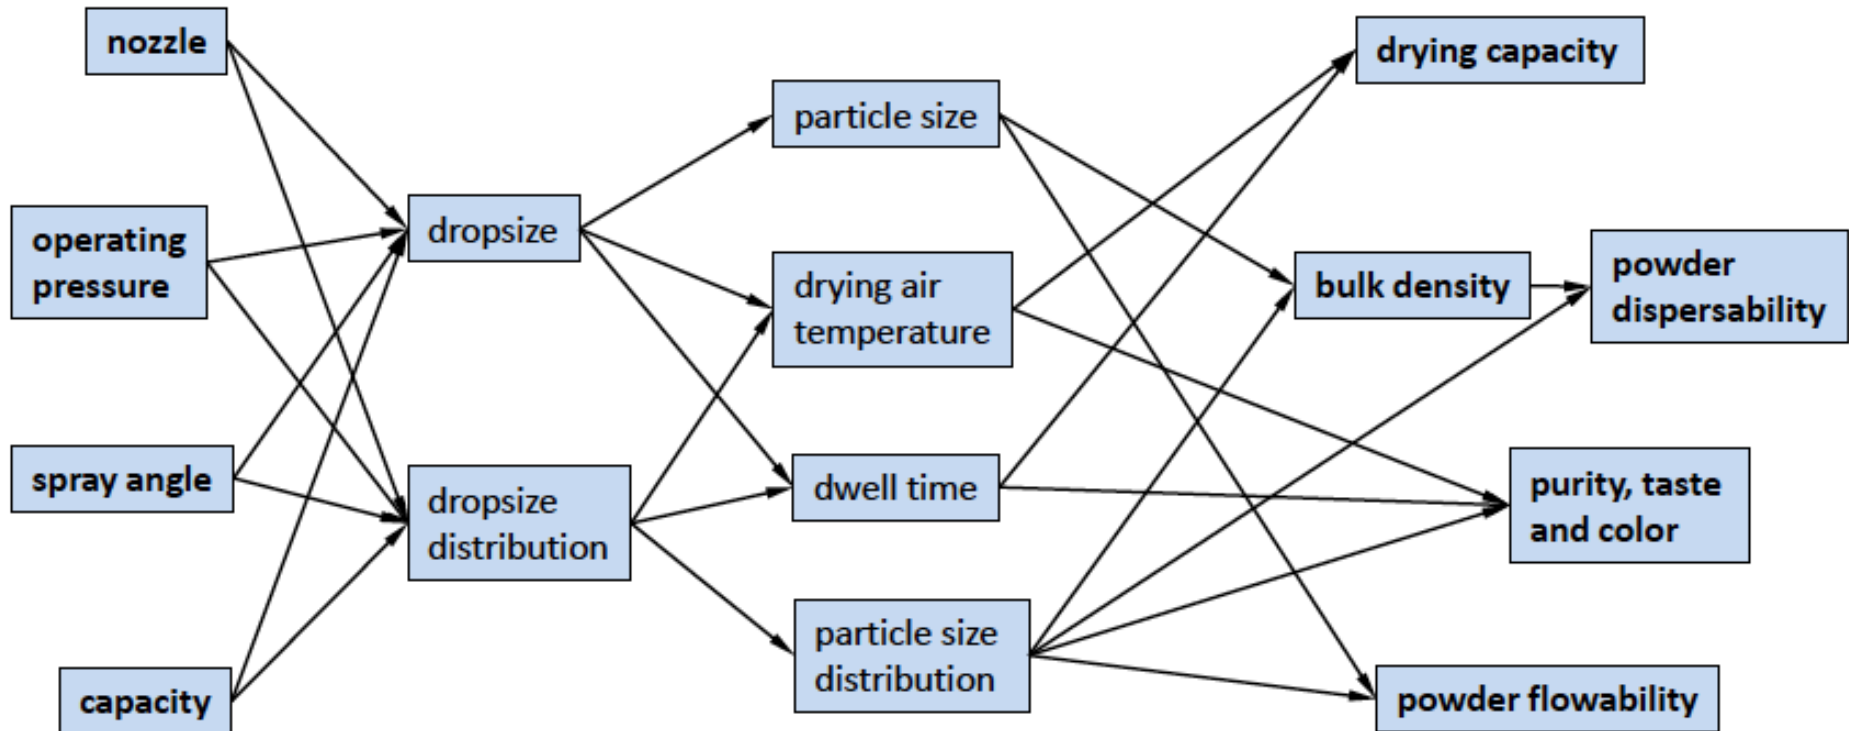 nozzle
operating
pressure
spray angle
capacity
dropsize
dropsize
distribution
particle size
drying air
temperature
dwell time
particle size
distribution
drying capacity
bulk density
powder
dispersability
purity, taste
and color
powder flowability